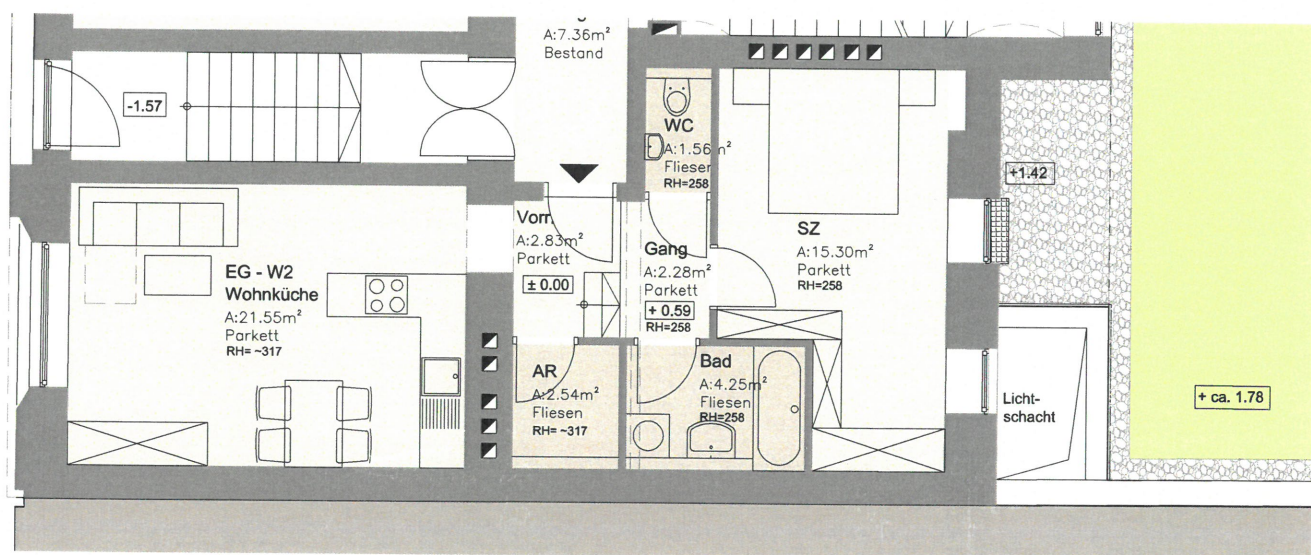 A:7.36m²
Bestand
-1.57
WC
A:1.56m²
Fliesen
RH=258
+1.42
Vorr.
A:2.83m²
Parkett
± 0.00
Gang
A:2.28m²
Parkett
+ 0.59
RH=258
SZ
A:15.30m²
Parkett
RH=258
EG - W2
Wohnküche
A:21.55m²
Parkett
RH= ~317
AR
A:2.54m²
Fliesen
RH= ~317
Bad
A:4.25m²
Fliesen
RH=258
Licht-
schacht
+ ca. 1.78